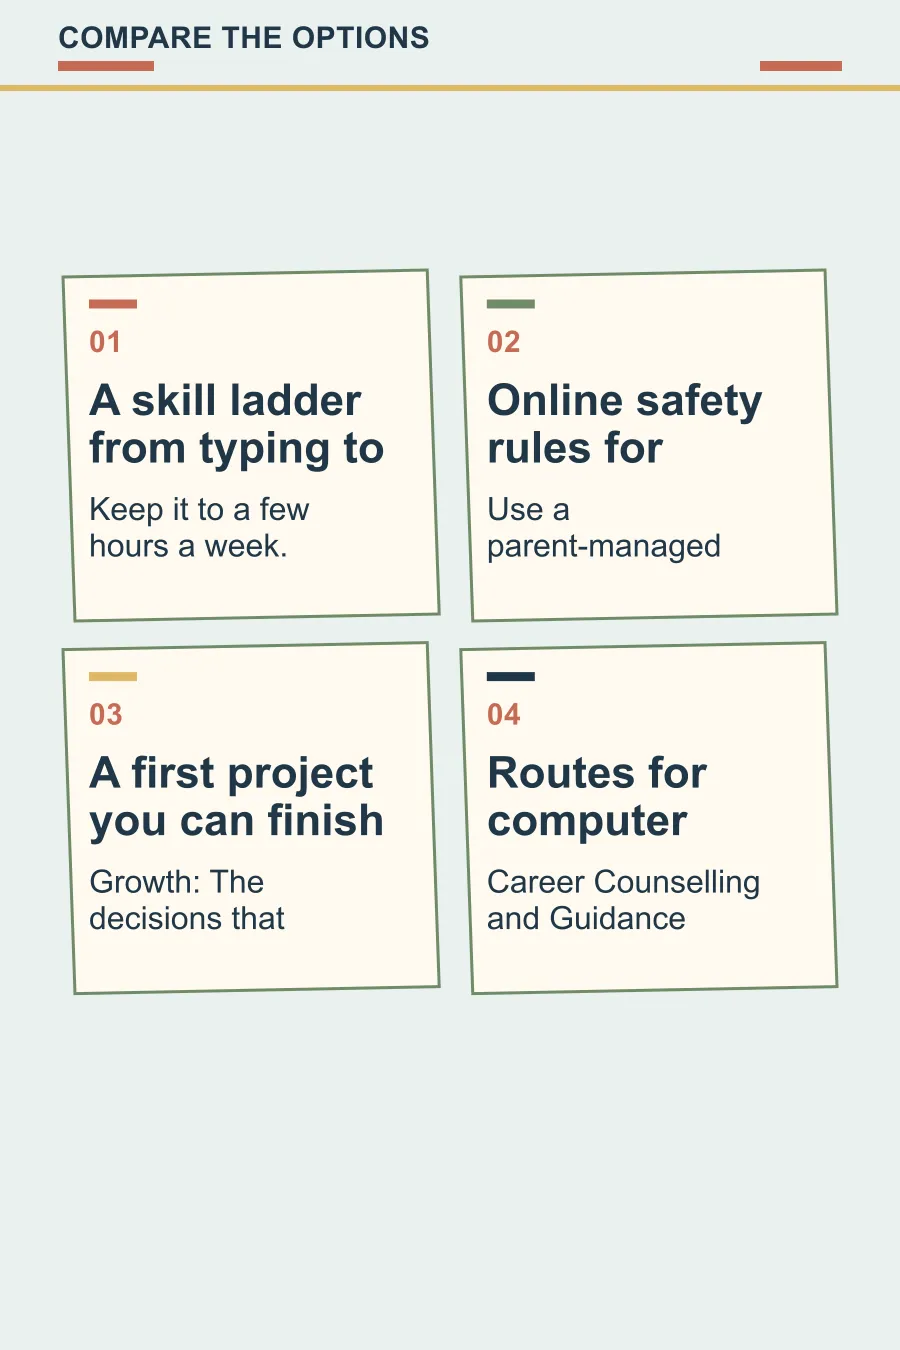 COMPARE THE OPTIONS
01
A skill ladder
from typing to
Keep it to a few
hours a week.
02
Online safety
rules for
Use a
parent-managed
03
A first project
you can finish
Growth: The
decisions that
04
Routes for
computer
Career Counselling
and Guidance